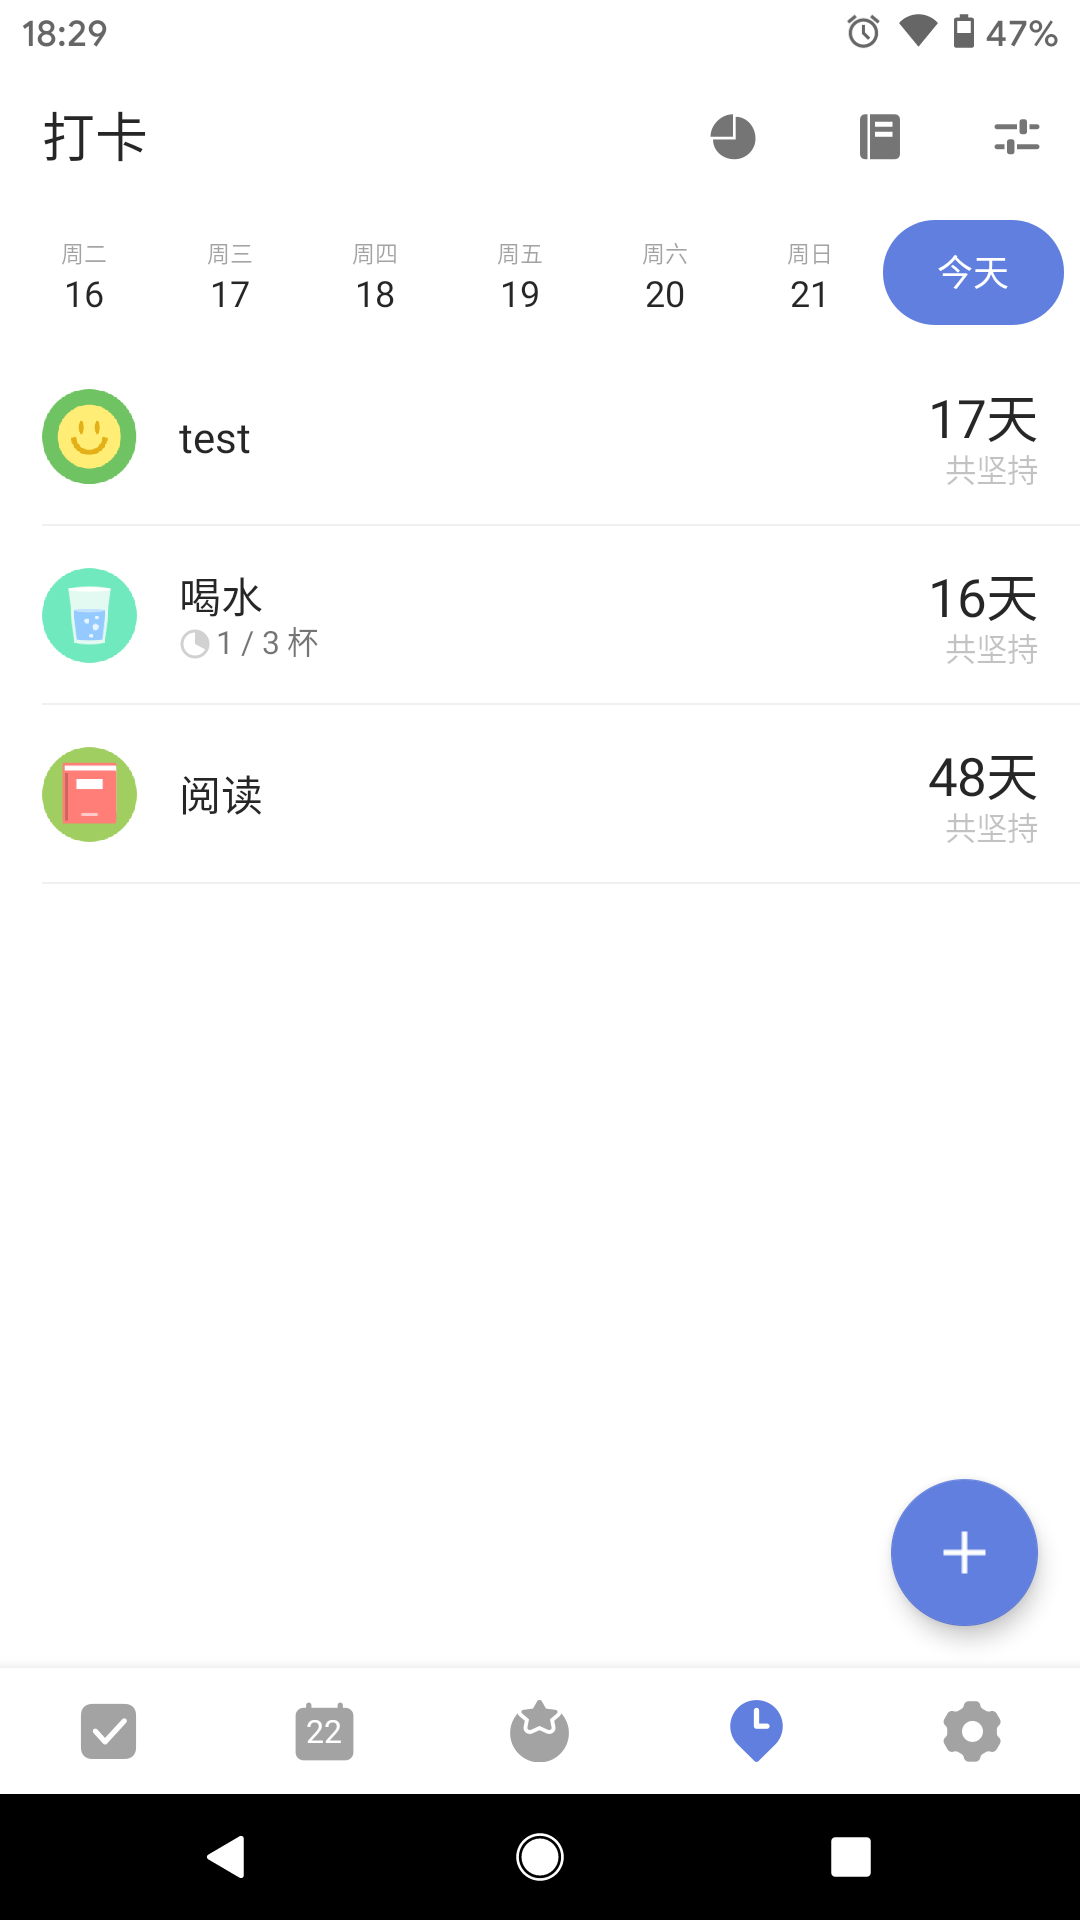 18:29
47%
打卡
周二 周三 周四 周五 周六 周日
16 17 18 19 20 21
今天
test
17天
共坚持
喝水
1 / 3 杯
16天
共坚持
阅读
48天
共坚持
22